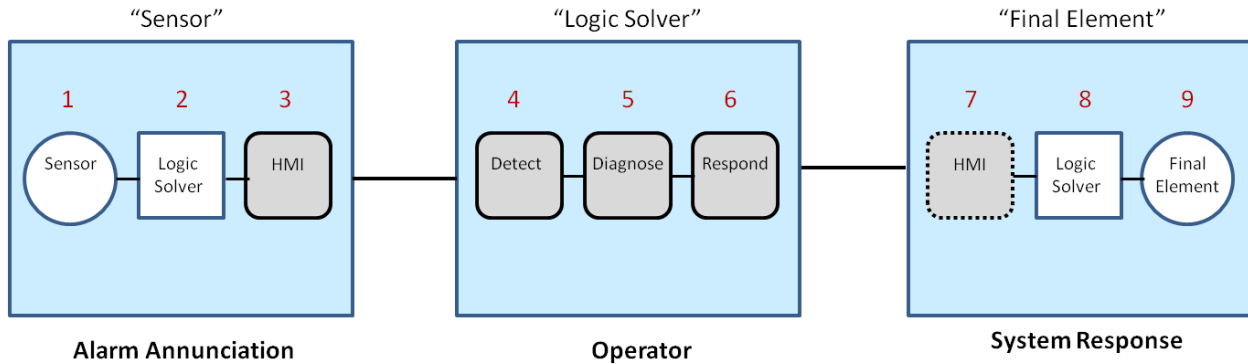 “Sensor”
“Logic Solver”
“Final Element”
1
2
3
4
5
6
7
8
9
Sensor
Logic
Solver
HMI
Detect
Diagnose
Respond
HMI
Logic
Solver
Final
Element
Alarm Annunciation
Operator
System Response